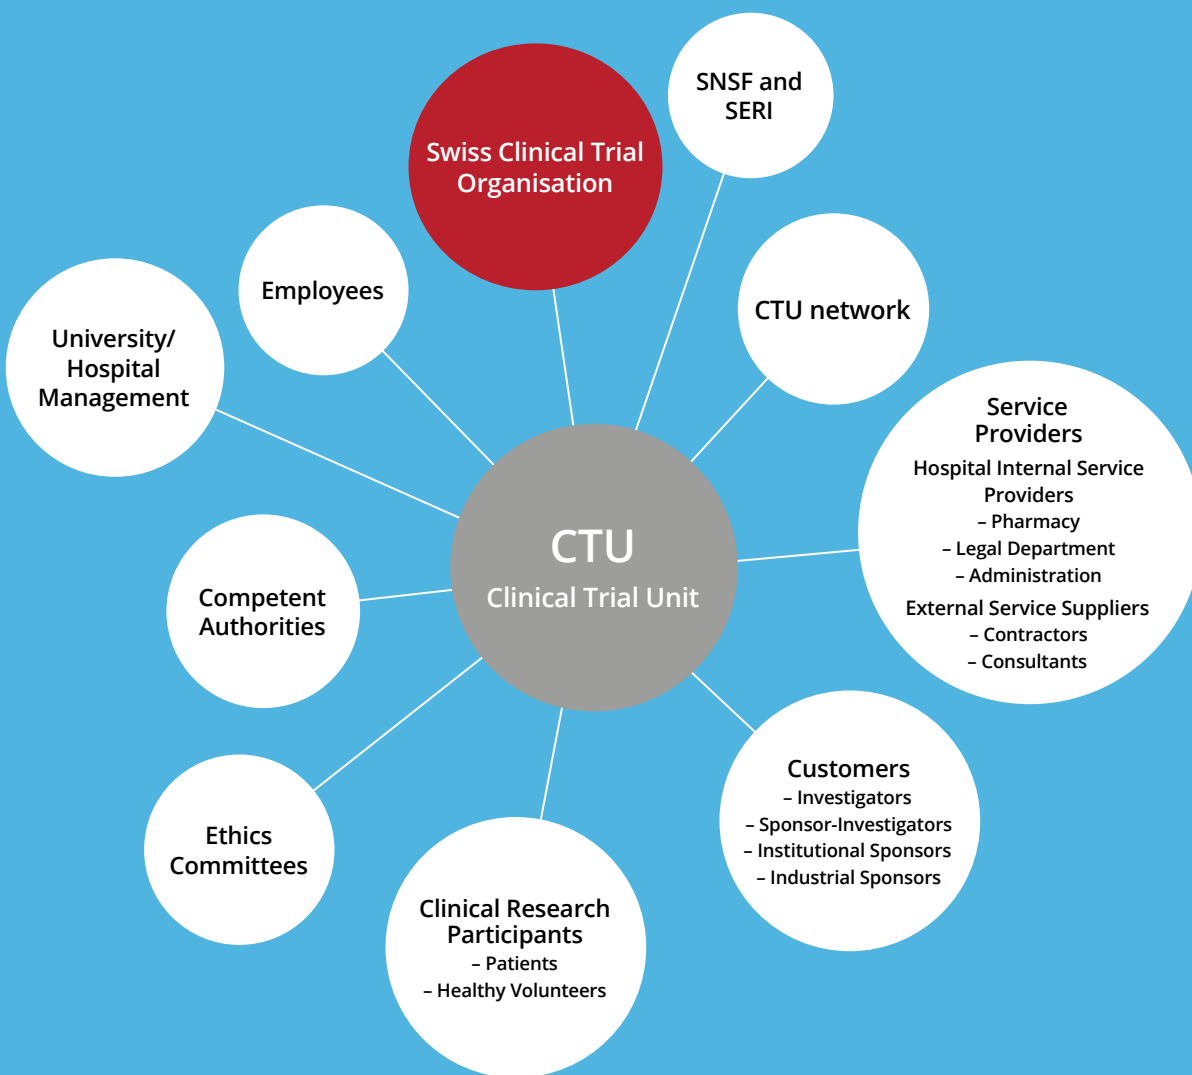 SNSF and
SERI
Swiss Clinical Trial
Organisation
Employees
CTU network
University/
Hospital
Management
Service
Providers
Hospital Internal Service
Providers
– Pharmacy
– Legal Department
– Administration
External Service Suppliers
– Contractors
– Consultants
CTU
Clinical Trial Unit
Competent
Authorities
Customers
– Investigators
– Sponsor-Investigators
– Institutional Sponsors
– Industrial Sponsors
Ethics
Committees
Clinical Research
Participants
– Patients
– Healthy Volunteers